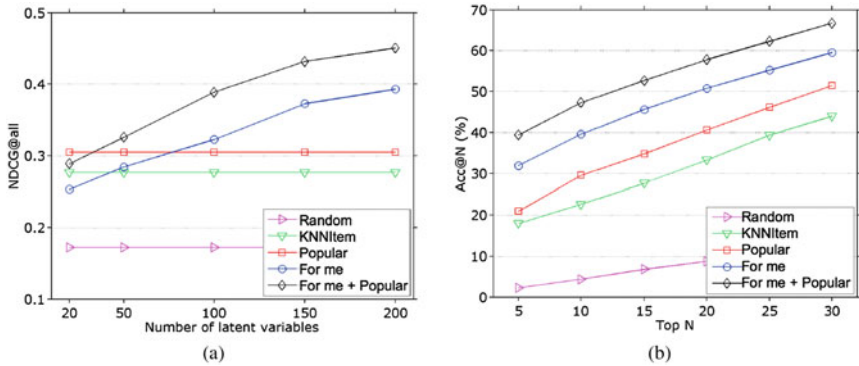 0.5
0.4
0.3
0.2
0.1
NDCG@all
20
50
100
150
200
Number of latent variables
Random
KNNItem
Popular
For me
For me + Popular
(a)
70
60
50
40
30
20
10
0
Acc@N (%)
5
10
15
20
25
30
Top N
Random
KNNItem
Popular
For me
For me + Popular
(b)